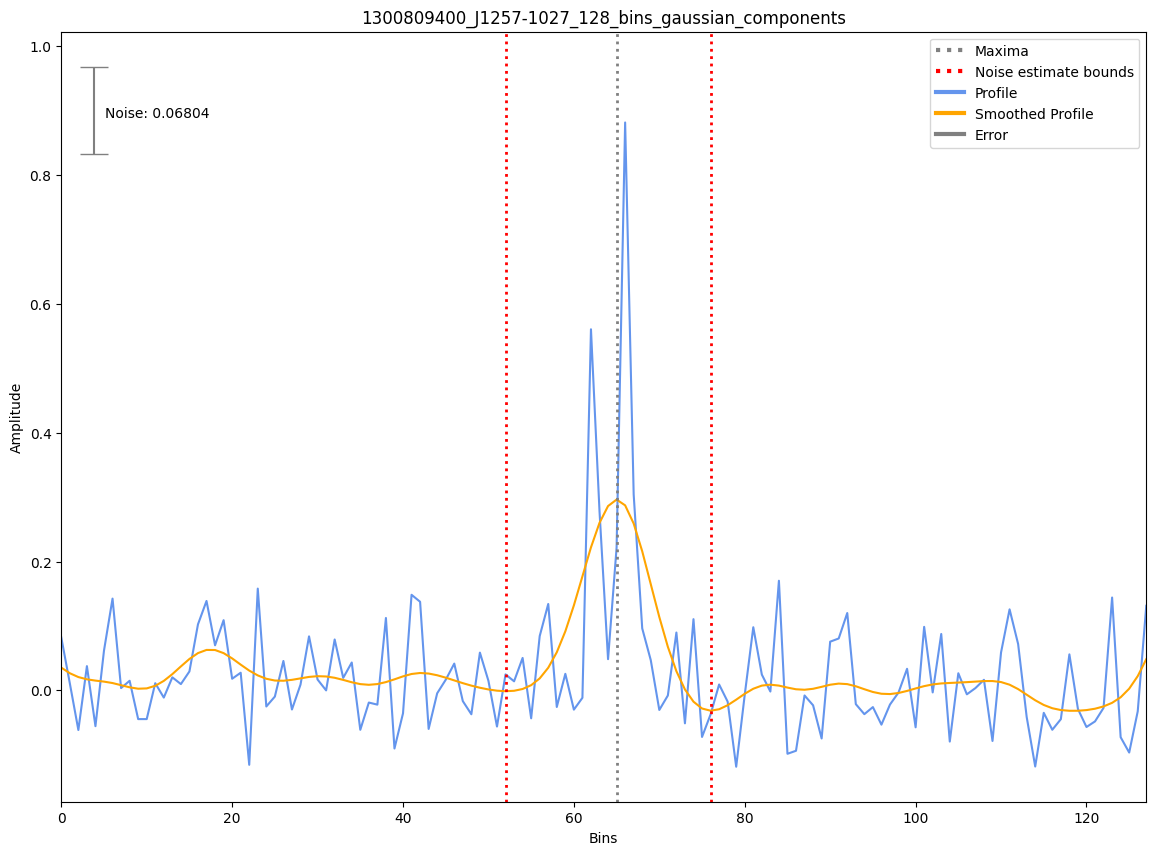 1300809400_J1257-1027_128_bins_gaussian_components
Maxima
Noise estimate bounds
Profile
Smoothed Profile
Error
Noise: 0.06804
1.0
0.8
0.6
0.4
0.2
0.0
Amplitude
0 20 40 60 80 100 120
Bins